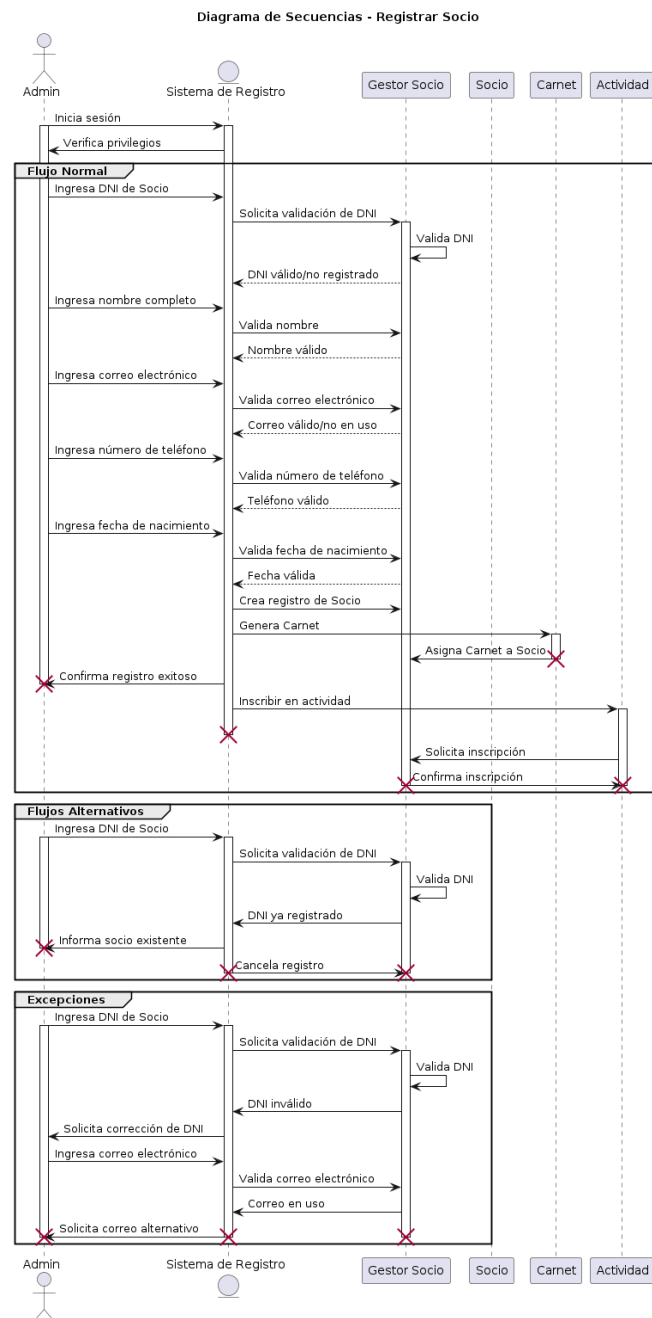 Diagrama de Secuencias - Registrar Socio
Admin
Sistema de Registro
Gestor Socio
Socio
Carnet
Actividad
Inicia sesión
Verifica privilegios
Flujo Normal
Ingresa DNI de Socio
Solicita validación de DNI
Valida DNI
DNI válido/no registrado
Ingresa nombre completo
Valida nombre
Nombre válido
Ingresa correo electrónico
Valida correo electrónico
Correo válido/no en uso
Ingresa número de teléfono
Valida número de teléfono
Teléfono válido
Ingresa fecha de nacimiento
Valida fecha de nacimiento
Fecha válida
Crea registro de Socio
Genera Carnet
Asigna Carnet a Socio
Confirma registro exitoso
Inscribir en actividad
Solicita inscripción
Confirma inscripción
Flujos Alternativos
Ingresa DNI de Socio
Solicita validación de DNI
Valida DNI
DNI ya registrado
Informa socio existente
Cancela registro
Excepciones
Ingresa DNI de Socio
Solicita validación de DNI
Valida DNI
DNI inválido
Solicita corrección de DNI
Ingresa correo electrónico
Valida correo electrónico
Correo en uso
Solicita correo alternativo
Admin
Sistema de Registro
Gestor Socio
Socio
Carnet
Actividad